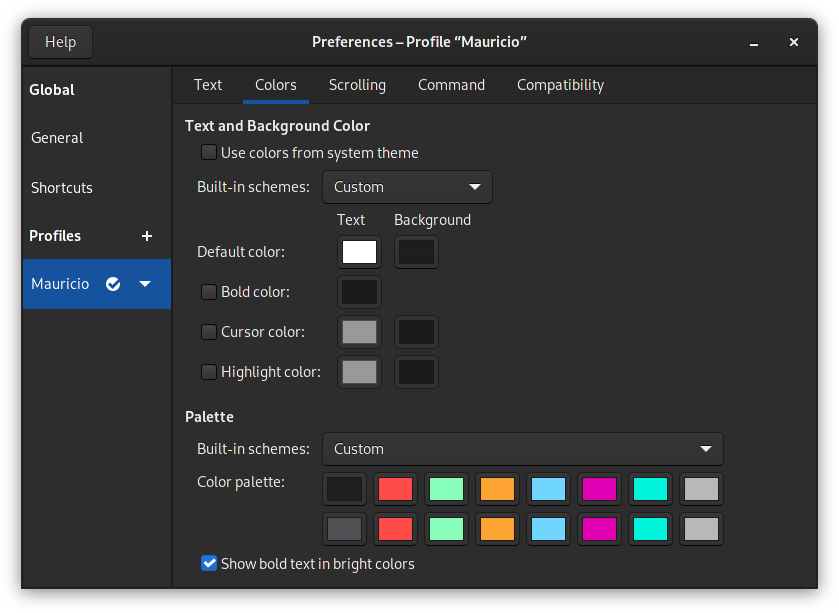 Help
Preferences – Profile “Mauricio”
Global
General
Shortcuts
Profiles
Mauricio
Text Colors Scrolling Command Compatibility
Text and Background Color
Use colors from system theme
Built-in schemes: Custom
Text Background
Default color:
Bold color:
Cursor color:
Highlight color:
Palette
Built-in schemes: Custom
Color palette:
Show bold text in bright colors